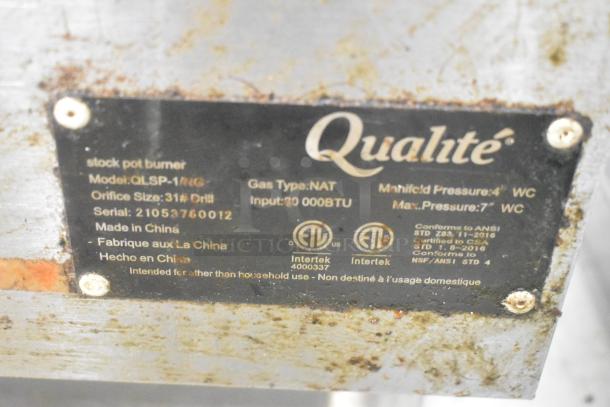 Qualité
stock pot burner
Model:QLSP-1/NG Gas Type:NAT Manifold Pressure:4" WC
Orifice Size:31# Drill Input: 000BTU Max.Pressure:7" WC
Serial: 21053760012
Made in China
- Fabrique aux La China
Hecho en China
ETL US
Intertek
4000337
ETL
Intertek
Conforms to ANSI
STD Z83.11-2016
Certified to CSA
STD 1.8-2016
Conforms to
NSF/ANSI STD 4
Intended for other than household use - Non destiné à l'usage domestique